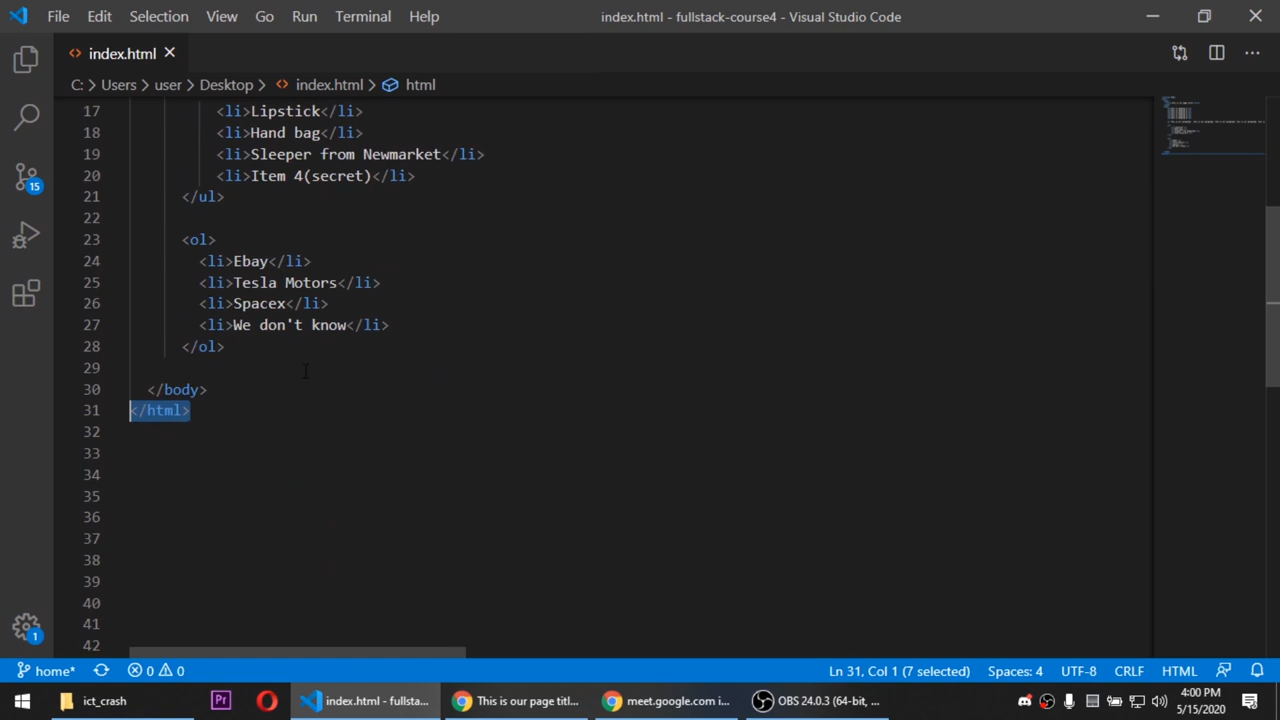 File Edit Selection View Go Run Terminal Help index.html - fullstack-course4 - Visual Studio Code
index.html
C: > Users > user > Desktop > index.html > html
17 <li>Lipstick</li>
18 <li>Hand bag</li>
19 <li>Sleeper from Newmarket</li>
20 <li>Item 4(secret)</li>
21 </ul>
22
23 <ol>
24 <li>Ebay</li>
25 <li>Tesla Motors</li>
26 <li>Spacex</li>
27 <li>We don't know</li>
28 </ol>
29
30 </body>
31 </html>
32
33
34
35
36
37
38
39
40
41
42
15
1
home* 0 0 Ln 31, Col 1 (7 selected) Spaces: 4 UTF-8 CRLF HTML
ict_crash Pr index.html - fullsta... This is our page titl... meet.google.com i... OBS 24.0.3 (64-bit, ... 4:00 PM
5/15/2020